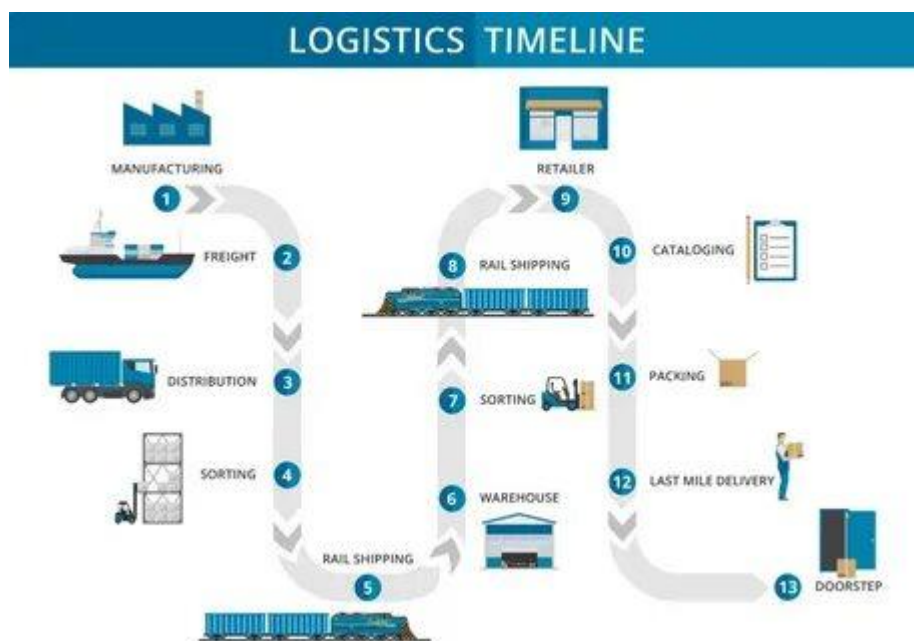 LOGISTICS TIMELINE
MANUFACTURING
1
FREIGHT 2
DISTRIBUTION 3
SORTING 4
RAIL SHIPPING
5
6 WAREHOUSE
7 SORTING
8 RAIL SHIPPING
RETAILER
9
10 CATALOGING
11 PACKING
12 LAST MILE DELIVERY
13 DOORSTEP